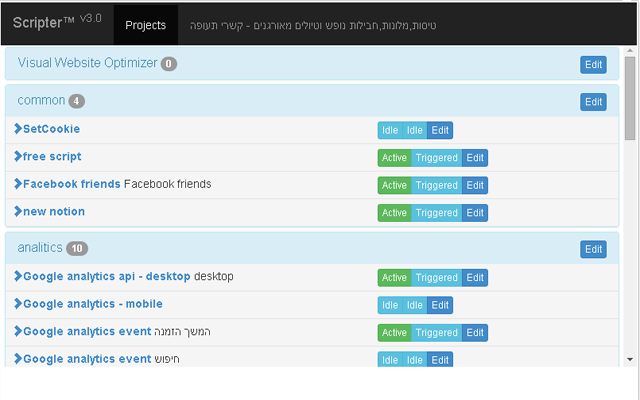 Scripter™ v3.0 Projects טיסות,מלונות,חבילות נופש וטיולים מאורגנים - קשרי תעופה
Visual Website Optimizer 0 Edit
common 4 Edit
SetCookie Idle Idle Edit
free script Active Triggered Edit
Facebook friends Facebook friends Active Triggered Edit
new notion Active Triggered Edit
analitics 10 Edit
Google analytics api - desktop desktop Active Triggered Edit
Google analytics - mobile Idle Idle Edit
Google analytics event המשך הזמנה Active Triggered Edit
Google analytics event חיפוש Idle Idle Edit